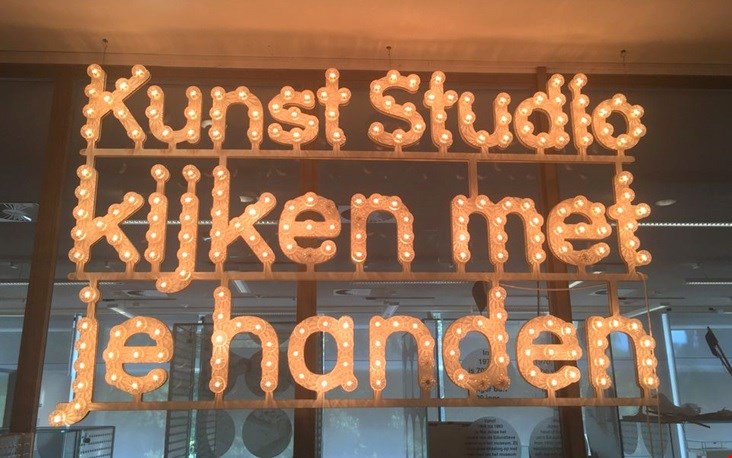 Kunst Studio
kijken met
je handen